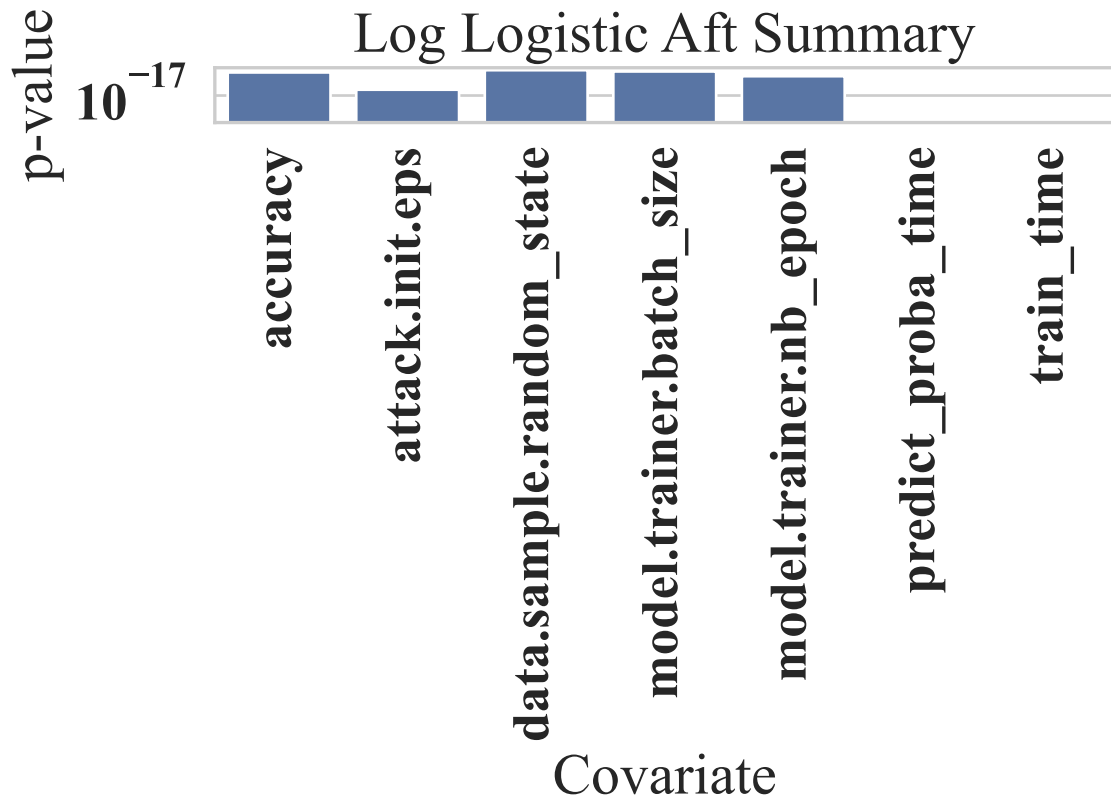 Log Logistic Aft Summary
p-value
10⁻¹⁷
accuracy
attack.init.eps
data.sample.random_state
model.trainer.batch_size
model.trainer.nb_epoch
predict_proba_time
train_time
Covariate